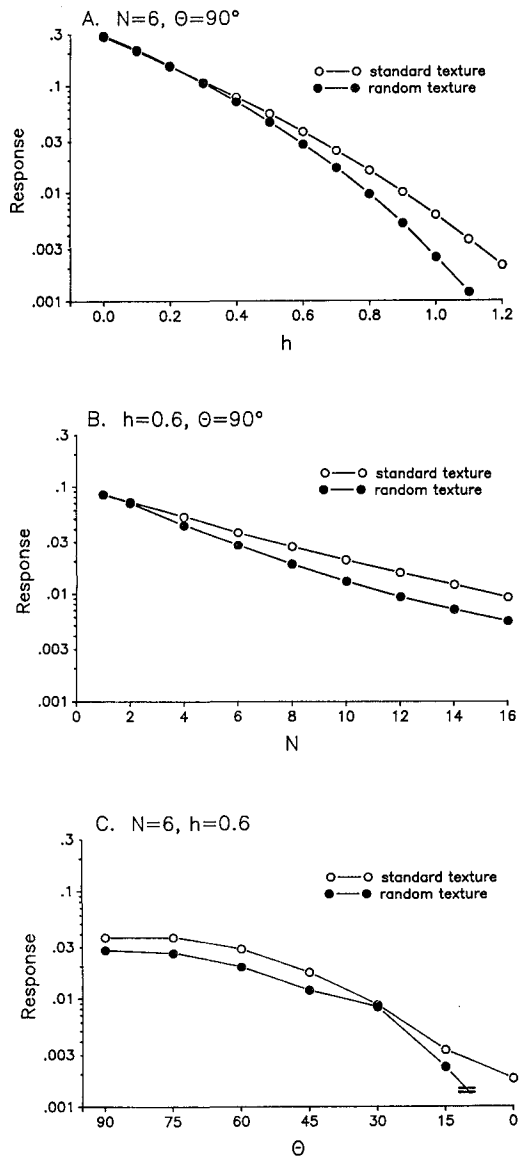 A. N=6, Θ=90°
.3
.1
.03
.01
.003
.001
Response
standard texture
random texture
0.0 0.2 0.4 0.6 0.8 1.0 1.2
h
B. h=0.6, Θ=90°
.3
.1
.03
.01
.003
.001
Response
standard texture
random texture
0 2 4 6 8 10 12 14 16
N
C. N=6, h=0.6
.3
.1
.03
.01
.003
.001
Response
standard texture
random texture
90 75 60 45 30 15 0
Θ